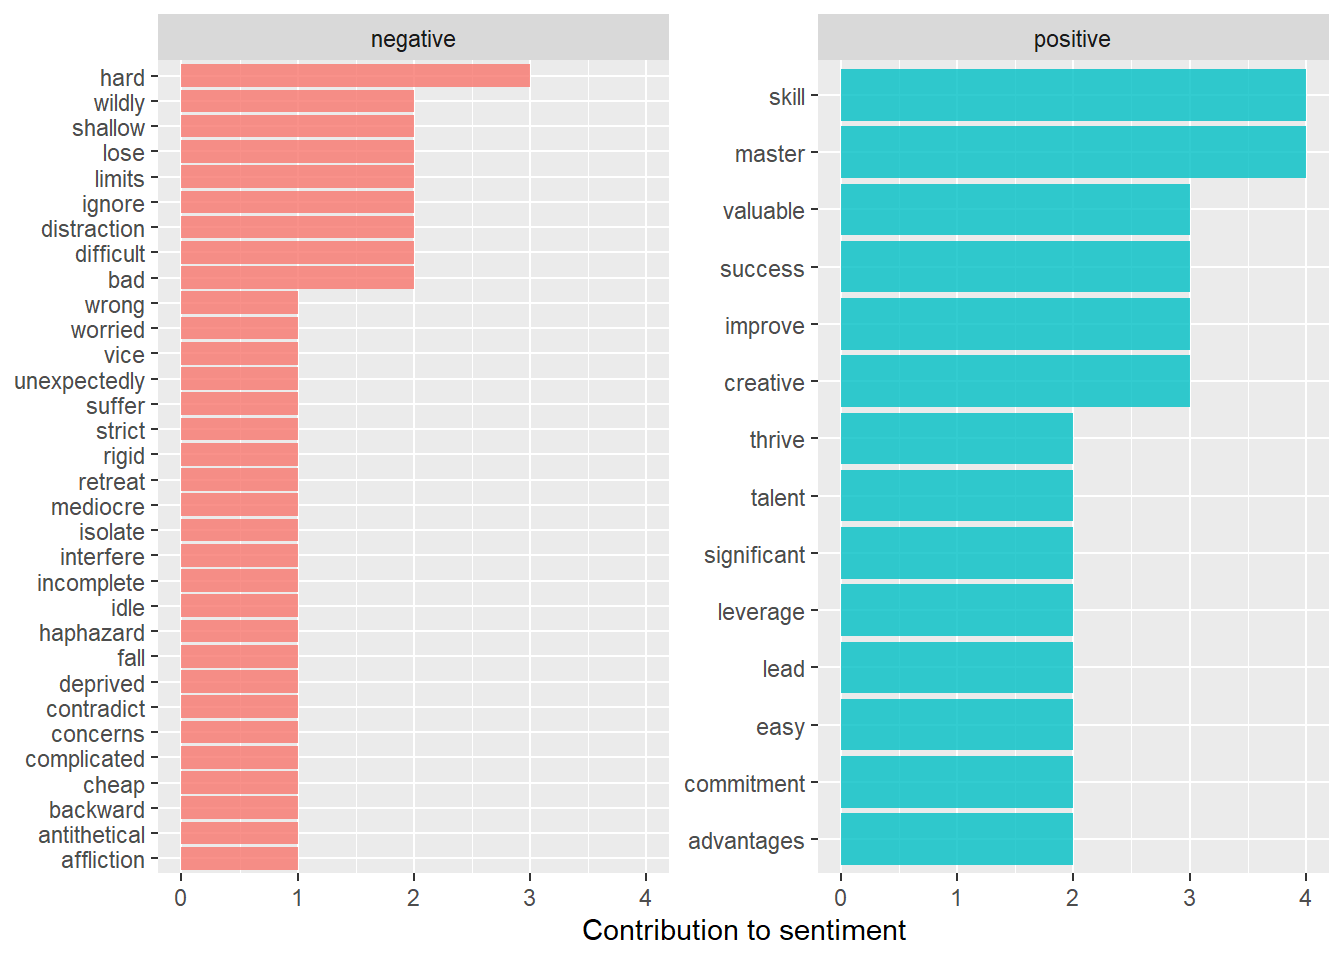 negative
hard
wildly
shallow
lose
limits
ignore
distraction
difficult
bad
wrong
worried
vice
unexpectedly
suffer
strict
rigid
retreat
mediocre
isolate
interfere
incomplete
idle
haphazard
fall
deprived
contradict
concerns
complicated
cheap
backward
antithetical
affliction
0 1 2 3 4
positive
skill
master
valuable
success
improve
creative
thrive
talent
significant
leverage
lead
easy
commitment
advantages
0 1 2 3 4
Contribution to sentiment